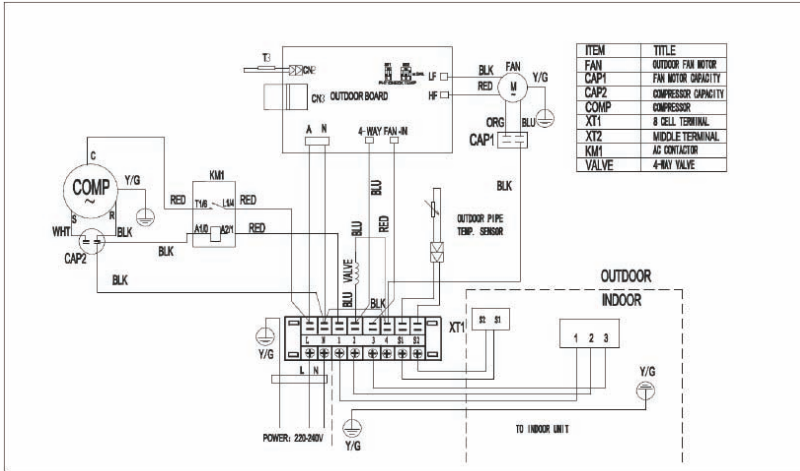 T3
CN2
CN3 OUTDOOR BOARD
LF
HF
BLK
RED
FAN
M
Y/G
ORG
BLU
CAP1
A N
4-WAY FAN-IN
ITEM TITLE
FAN OUTDOOR FAN MOTOR
CAP1 FAN MOTOR CAPACITY
CAP2 COMPRESSOR CAPACITY
COMP COMPRESSOR
XT1 8 CELL TERMINAL
XT2 MIDDLE TERMINAL
KM1 AC CONTACTOR
VALVE 4-WAY VALVE
C
COMP
~
S
R
Y/G
WHT
BLK
CAP2
RED
KM1
T1/6 L1/4
RED
A1/0 A2/1
RED
BLK
BLK
BLU
RED
BLK
VALVE
BLU
BLK
OUTDOOR PIPE
TEMP. SENSOR
XT1
L N 1 2 3 4 S1 S2
Y/G
L N
POWER: 220-240V
Y/G
OUTDOOR
INDOOR
S2 S1
1 2 3
Y/G
TO INDOOR UNIT